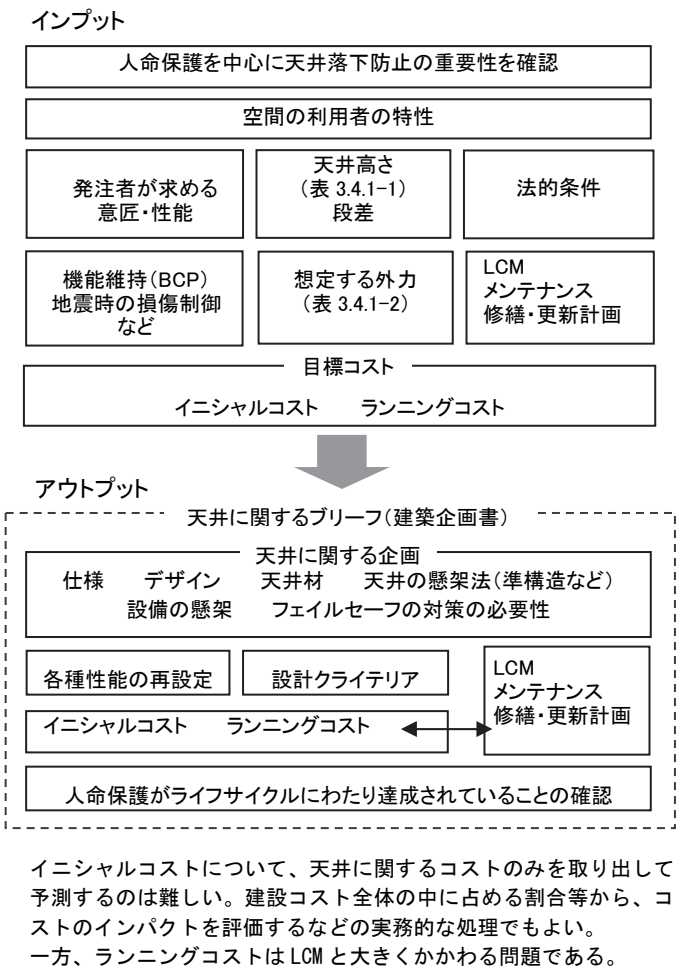 インプット
人命保護を中心に天井落下防止の重要性を確認
空間の利用者の特性
発注者が求める
意匠・性能
天井高さ
（表 3.4.1-1）
段差
法的条件
機能維持（BCP）
地震時の損傷制御
など
想定する外力
（表 3.4.1-2）
LCM
メンテナンス
修繕・更新計画
目標コスト
イニシャルコスト　　ランニングコスト
アウトプット
天井に関するブリーフ（建築企画書）
天井に関する企画
仕様　　デザイン　　天井材　　天井の懸架法（準構造など）
設備の懸架　　フェイルセーフの対策の必要性
各種性能の再設定
設計クライテリア
LCM
メンテナンス
修繕・更新計画
イニシャルコスト　　ランニングコスト
人命保護がライフサイクルにわたり達成されていることの確認
イニシャルコストについて、天井に関するコストのみを取り出して
予測するのは難しい。建設コスト全体の中に占める割合等から、コ
ストのインパクトを評価するなどの実務的な処理でもよい。
一方、ランニングコストは LCM と大きくかかわる問題である。